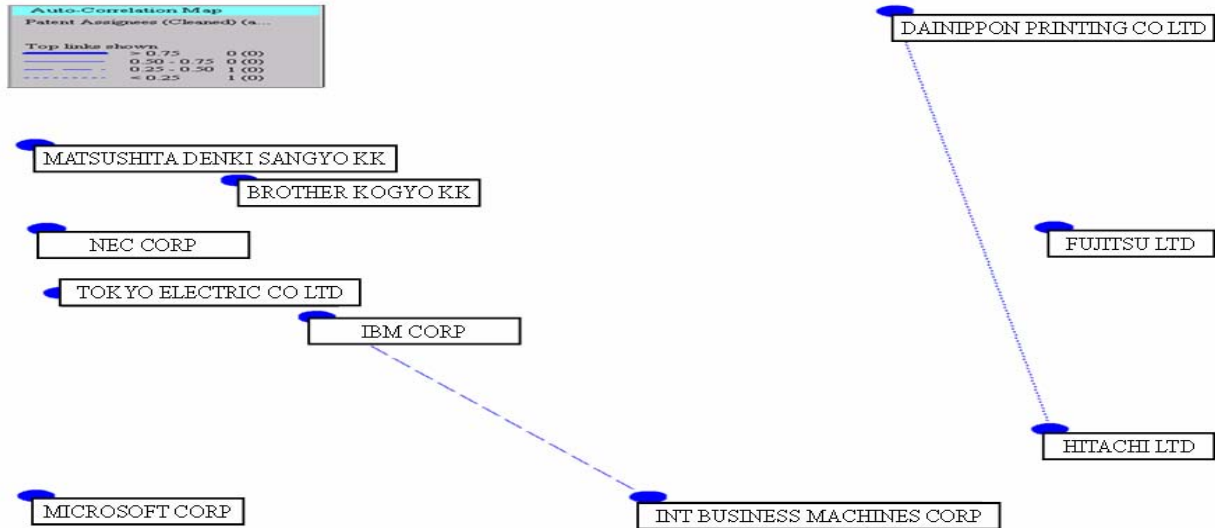 Auto-Correlation Map
Patent Assignees (Cleaned) (a...
Top links shown
> 0.75 0 (0)
0.50 - 0.75 0 (0)
0.25 - 0.50 1 (0)
< 0.25 1 (0)
DAINIPPON PRINTING CO LTD
MATSUSHITA DENKI SANGYO KK
BROTHER KOGYO KK
NEC CORP
FUJITSU LTD
TOKYO ELECTRIC CO LTD
IBM CORP
HITACHI LTD
MICROSOFT CORP
INT BUSINESS MACHINES CORP